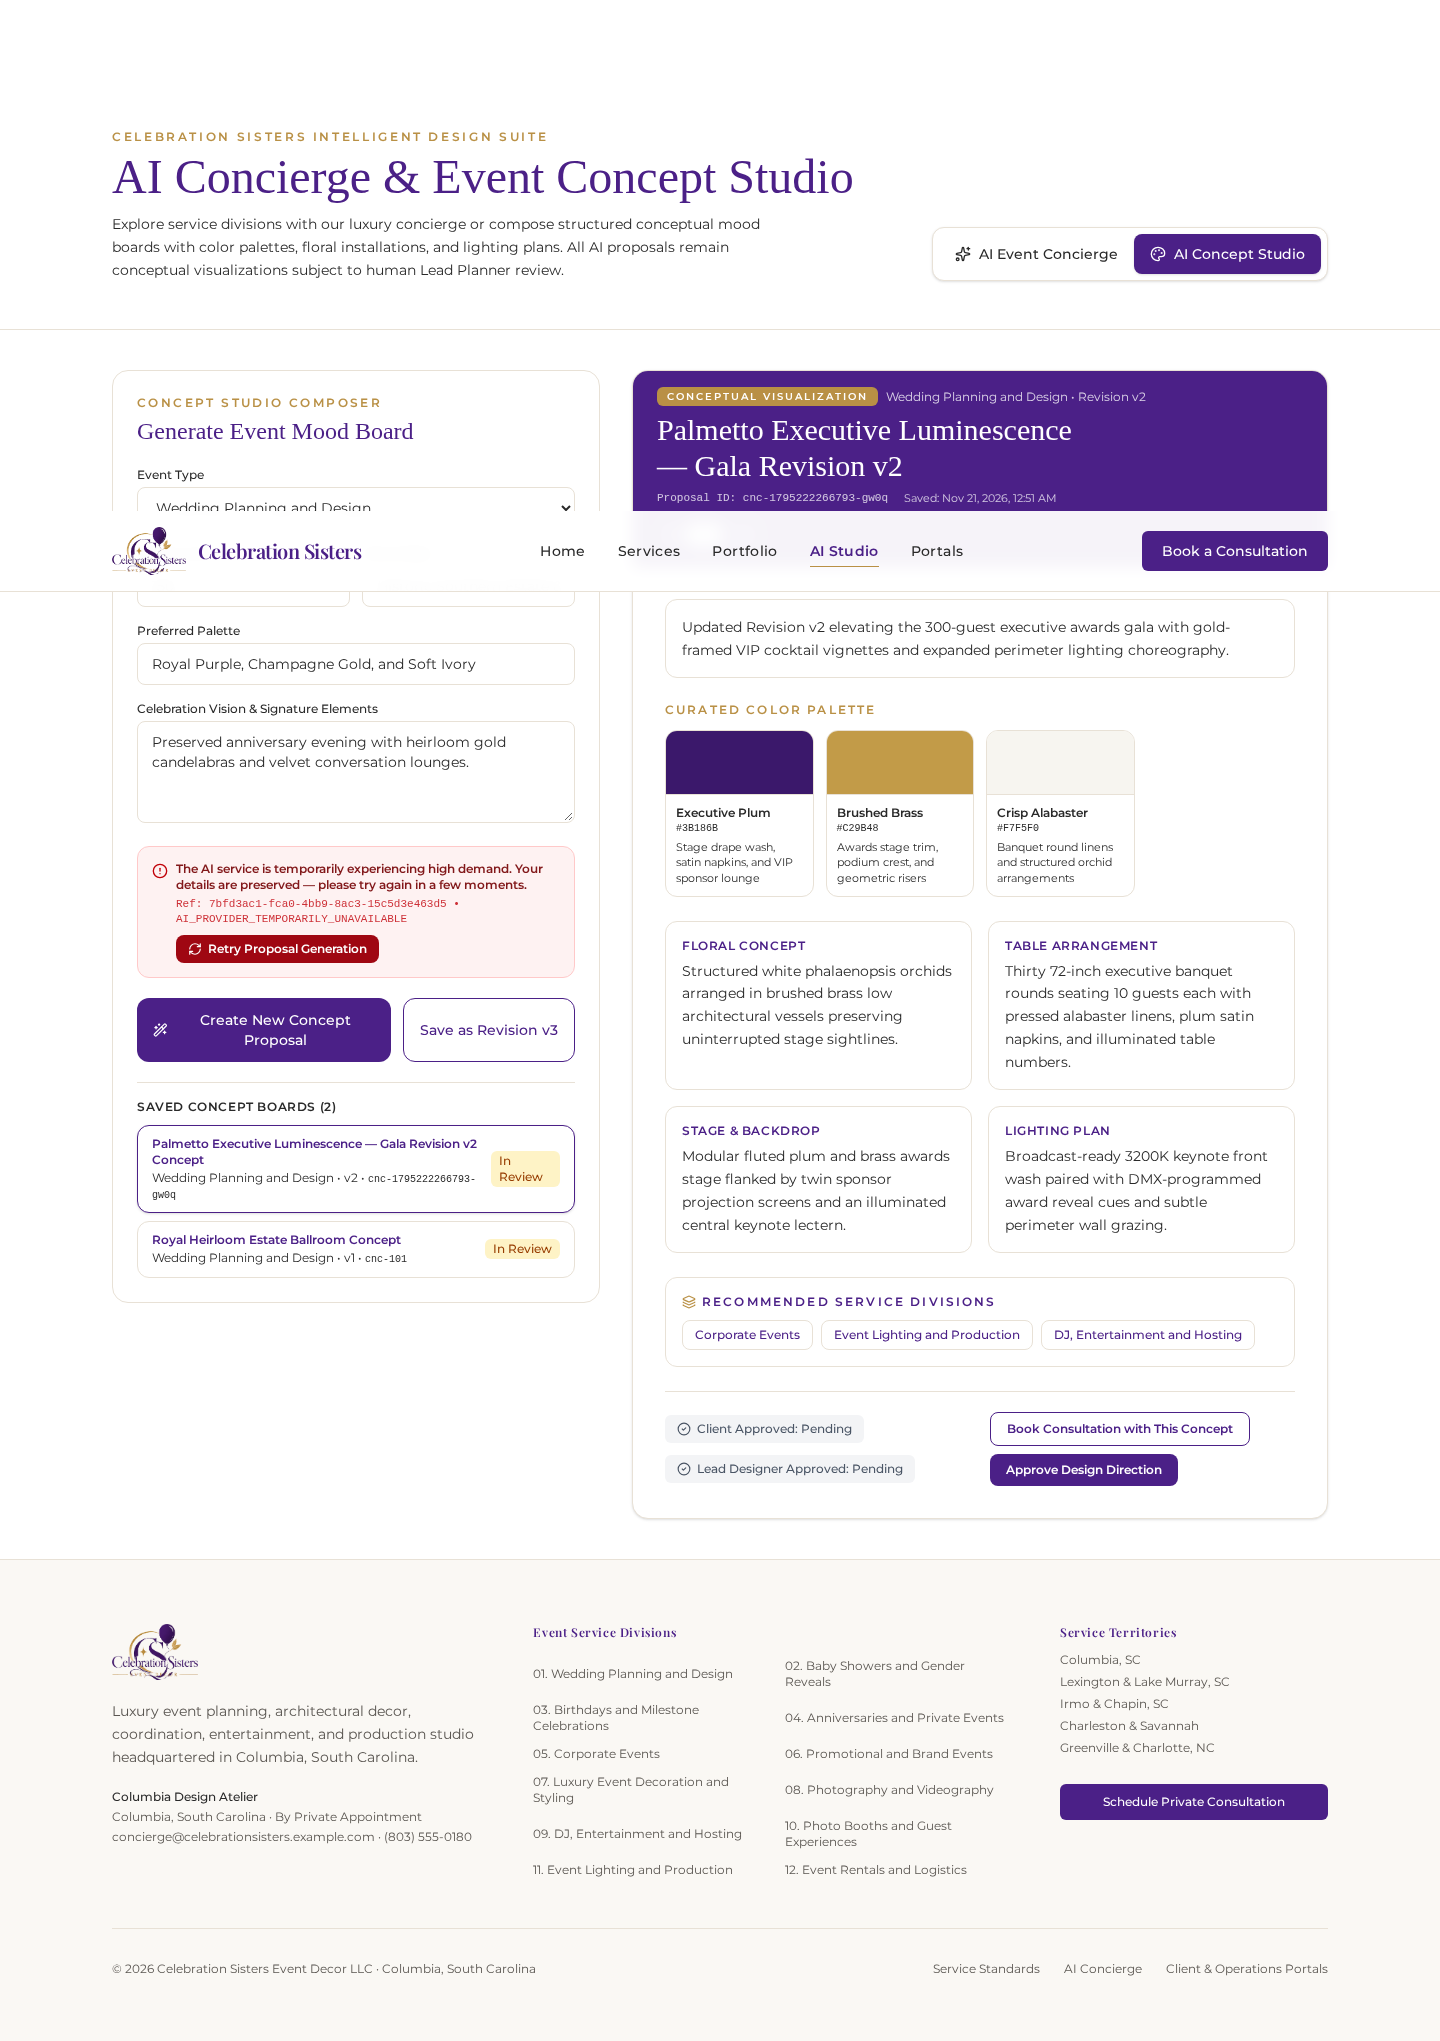 CELEBRATION SISTERS INTELLIGENT DESIGN SUITE
AI Concierge & Event Concept Studio
Explore service divisions with our luxury concierge or compose structured conceptual mood
boards with color palettes, floral installations, and lighting plans. All AI proposals remain
conceptual visualizations subject to human Lead Planner review.
AI Event Concierge
AI Concept Studio
CONCEPT STUDIO COMPOSER
Generate Event Mood Board
Event Type
Wedding Planning and Design
CONCEPTUAL VISUALIZATION
Wedding Planning and Design • Revision v2
Palmetto Executive Luminescence
— Gala Revision v2
Proposal ID: cnc-1795222266793-gw0q
Saved: Nov 21, 2026, 12:51 AM
Celebration Sisters
Celebration Sisters
Home
Services
Portfolio
AI Studio
Portals
Book a Consultation
Preferred Palette
Royal Purple, Champagne Gold, and Soft Ivory
Celebration Vision & Signature Elements
Preserved anniversary evening with heirloom gold
candelabras and velvet conversation lounges.
The AI service is temporarily experiencing high demand. Your
details are preserved — please try again in a few moments.
Ref: 7bfd3ac1-fca0-4bb9-8ac3-15c5d3e463d5 •
AI_PROVIDER_TEMPORARILY_UNAVAILABLE
Retry Proposal Generation
Create New Concept
Proposal
Save as Revision v3
SAVED CONCEPT BOARDS (2)
Palmetto Executive Luminescence — Gala Revision v2
Concept
Wedding Planning and Design • v2 • cnc-1795222266793-
gw0q
In
Review
Royal Heirloom Estate Ballroom Concept
Wedding Planning and Design • v1 • cnc-101
In Review
Updated Revision v2 elevating the 300-guest executive awards gala with gold-
framed VIP cocktail vignettes and expanded perimeter lighting choreography.
CURATED COLOR PALETTE
Executive Plum
#3B186B
Stage drape wash,
satin napkins, and VIP
sponsor lounge
Brushed Brass
#C29B48
Awards stage trim,
podium crest, and
geometric risers
Crisp Alabaster
#F7F5F0
Banquet round linens
and structured orchid
arrangements
FLORAL CONCEPT
Structured white phalaenopsis orchids
arranged in brushed brass low
architectural vessels preserving
uninterrupted stage sightlines.
TABLE ARRANGEMENT
Thirty 72-inch executive banquet
rounds seating 10 guests each with
pressed alabaster linens, plum satin
napkins, and illuminated table
numbers.
STAGE & BACKDROP
Modular fluted plum and brass awards
stage flanked by twin sponsor
projection screens and an illuminated
central keynote lectern.
LIGHTING PLAN
Broadcast-ready 3200K keynote front
wash paired with DMX-programmed
award reveal cues and subtle
perimeter wall grazing.
RECOMMENDED SERVICE DIVISIONS
Corporate Events
Event Lighting and Production
DJ, Entertainment and Hosting
Client Approved: Pending
Lead Designer Approved: Pending
Book Consultation with This Concept
Approve Design Direction
Celebration Sisters
Luxury event planning, architectural decor,
coordination, entertainment, and production studio
headquartered in Columbia, South Carolina.
Columbia Design Atelier
Columbia, South Carolina · By Private Appointment
concierge@celebrationsisters.example.com · (803) 555-0180
Event Service Divisions
01. Wedding Planning and Design
02. Baby Showers and Gender
Reveals
03. Birthdays and Milestone
Celebrations
04. Anniversaries and Private Events
05. Corporate Events
06. Promotional and Brand Events
07. Luxury Event Decoration and
Styling
08. Photography and Videography
09. DJ, Entertainment and Hosting
10. Photo Booths and Guest
Experiences
11. Event Lighting and Production
12. Event Rentals and Logistics
Service Territories
Columbia, SC
Lexington & Lake Murray, SC
Irmo & Chapin, SC
Charleston & Savannah
Greenville & Charlotte, NC
Schedule Private Consultation
© 2026 Celebration Sisters Event Decor LLC · Columbia, South Carolina
Service Standards
AI Concierge
Client & Operations Portals